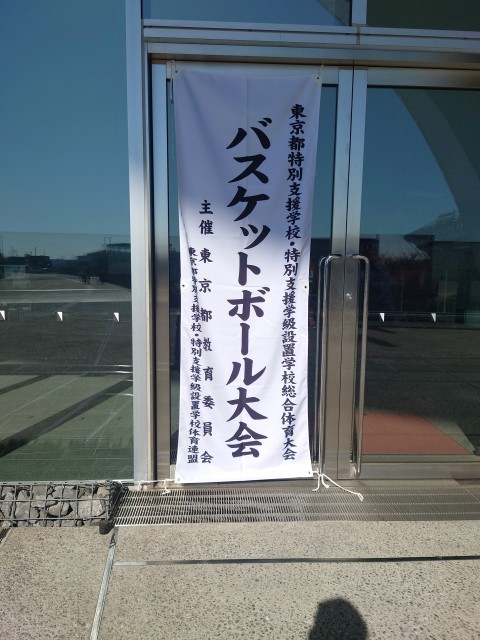 東京都特別支援学校・特別支援学級設置学校総合体育大会
バスケットボール大会
主催 東京都教育委員会
東京都特別支援学校・特別支援学級設置学校体育連盟